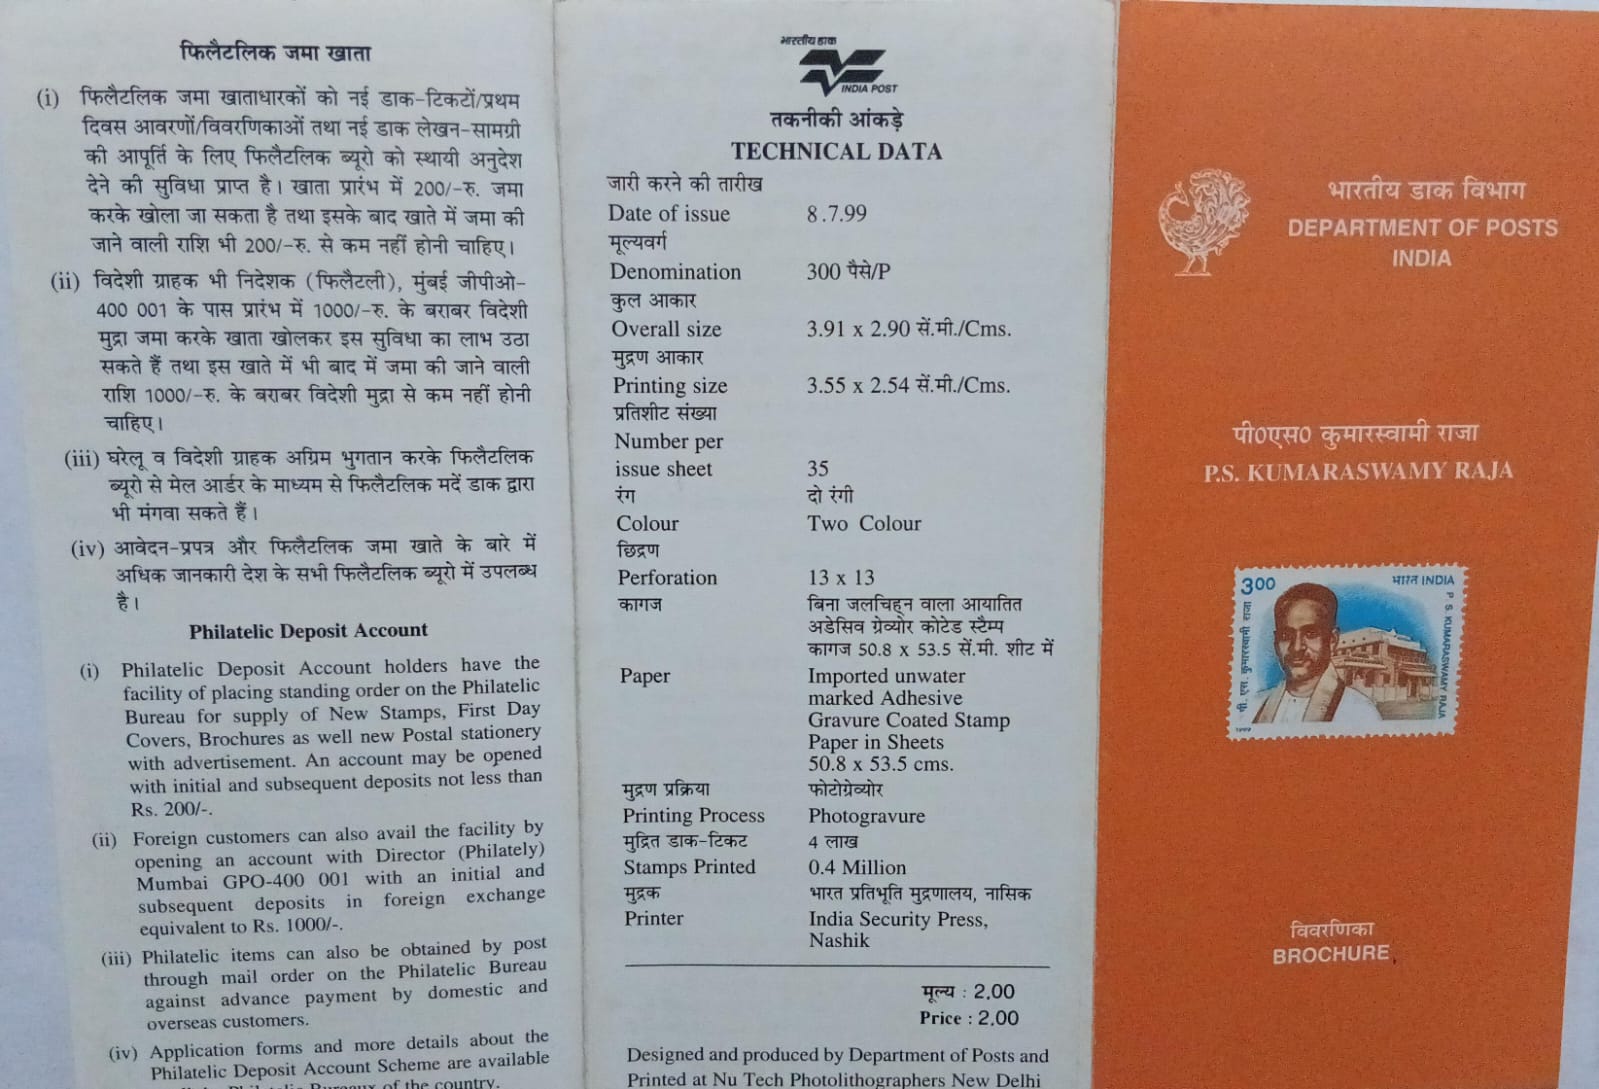 फिलैटलिक जमा खाता
(i) फिलैटलिक जमा खाताधारकों को नई डाक-टिकटों/प्रथम
दिवस आवरणों/विवरणिकाओं तथा नई डाक लेखन-सामग्री
की आपूर्ति के लिए फिलैटलिक ब्यूरो को स्थायी अनुदेश
देने की सुविधा प्राप्त है। खाता प्रारंभ में 200/-रु. जमा
करके खोला जा सकता है तथा इसके बाद खाते में जमा की
जाने वाली राशि भी 200/-रु. से कम नहीं होनी चाहिए।
(ii) विदेशी ग्राहक भी निदेशक (फिलैटली), मुंबई जीपीओ-
400 001 के पास प्रारंभ में 1000/-रु. के बराबर विदेशी
मुद्रा जमा करके खाता खोलकर इस सुविधा का लाभ उठा
सकते हैं तथा इस खाते में भी बाद में जमा की जाने वाली
राशि 1000/-रु. के बराबर विदेशी मुद्रा से कम नहीं होनी
चाहिए।
(iii) घरेलू व विदेशी ग्राहक अग्रिम भुगतान करके फिलैटलिक
ब्यूरो से मेल आर्डर के माध्यम से फिलैटलिक मदें डाक द्वारा
भी मंगवा सकते हैं।
(iv) आवेदन-प्रपत्र और फिलैटलिक जमा खाते के बारे में
अधिक जानकारी देश के सभी फिलैटलिक ब्यूरो में उपलब्ध
है।
Philatelic Deposit Account
(i) Philatelic Deposit Account holders have the
facility of placing standing order on the Philatelic
Bureau for supply of New Stamps, First Day
Covers, Brochures as well new Postal stationery
with advertisement. An account may be opened
with initial and subsequent deposits not less than
Rs. 200/-.
(ii) Foreign customers can also avail the facility by
opening an account with Director (Philately)
Mumbai GPO-400 001 with an initial and
subsequent deposits in foreign exchange
equivalent to Rs. 1000/-.
(iii) Philatelic items can also be obtained by post
through mail order on the Philatelic Bureau
against advance payment by domestic and
overseas customers.
(iv) Application forms and more details about the
Philatelic Deposit Account Scheme are available
of the country.
भारतीय डाक
INDIA POST
तकनीकी आंकड़े
TECHNICAL DATA
जारी करने की तारीख
Date of issue 8.7.99
मूल्यवर्ग
Denomination 300 पैसे/P
कुल आकार
Overall size 3.91 x 2.90 सें.मी./Cms.
मुद्रण आकार
Printing size 3.55 x 2.54 सें.मी./Cms.
प्रतिशीट संख्या
Number per
issue sheet 35
रंग दो रंगी
Colour Two Colour
छिद्रण
Perforation 13 x 13
कागज बिना जलचिह्न वाला आयातित
अडेसिव ग्रेव्योर कोटेड स्टैम्प
कागज 50.8 x 53.5 सें.मी. शीट में
Paper Imported unwater
marked Adhesive
Gravure Coated Stamp
Paper in Sheets
50.8 x 53.5 cms.
मुद्रण प्रक्रिया फोटोग्रेव्योर
Printing Process Photogravure
मुद्रित डाक-टिकट 4 लाख
Stamps Printed 0.4 Million
मुद्रक भारत प्रतिभूति मुद्रणालय, नासिक
Printer India Security Press,
Nashik
मूल्य : 2.00
Price : 2.00
Designed and produced by Department of Posts and
Printed at Nu Tech Photolithographers New Delhi
भारतीय डाक विभाग
DEPARTMENT OF POSTS
INDIA
पी०एस० कुमारस्वामी राजा
P.S. KUMARASWAMY RAJA
300 भारत INDIA
पी. एस. कुमारस्वामी राजा
P. S. KUMARASWAMY RAJA
1999
विवरणिका
BROCHURE